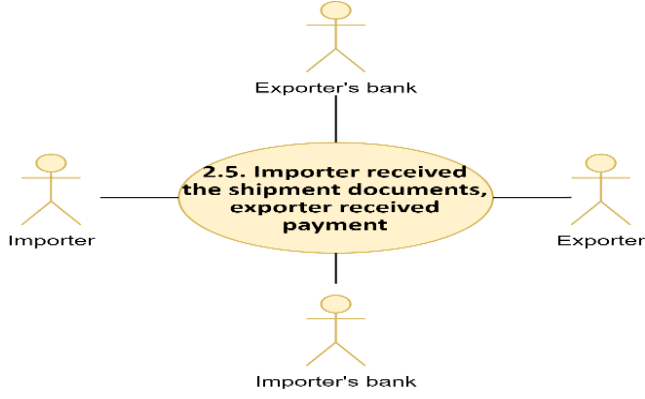 Exporter's bank
2.5. Importer received
the shipment documents,
exporter received
payment
Importer
Exporter
Importer's bank